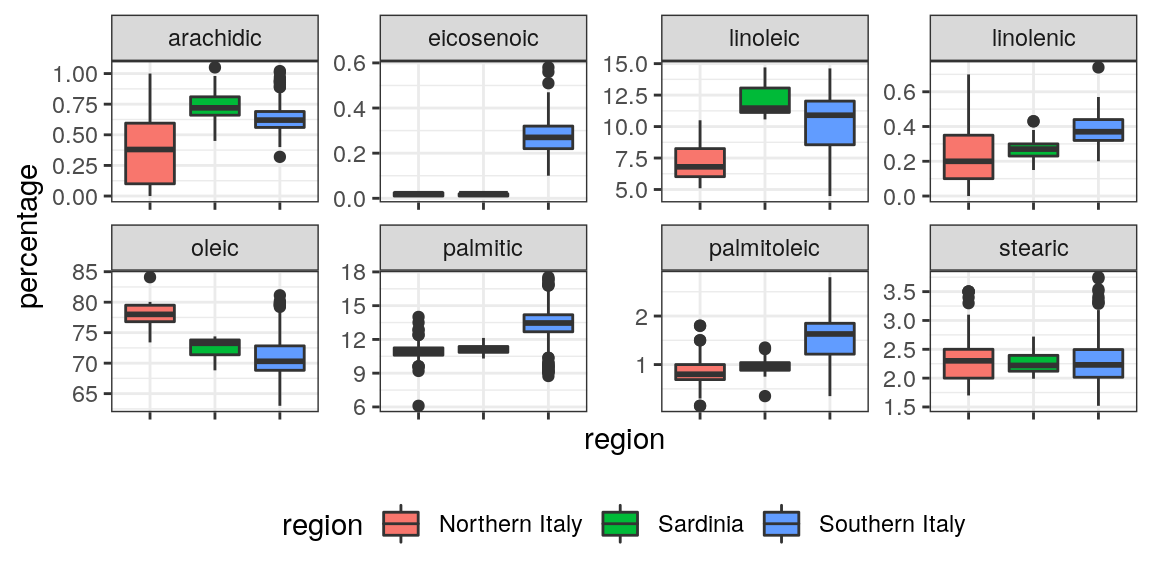 arachidic eicosenoic linoleic linolenic
1.00 0.75 0.50 0.25 0.00
0.6 0.4 0.2 0.0
15.0 12.5 10.0 7.5 5.0
0.6 0.4 0.2 0.0
percentage
oleic palmitic palmitoleic stearic
85 80 75 70 65
18 15 12 9 6
2 1
3.5 3.0 2.5 2.0 1.5
region
region Northern Italy Sardinia Southern Italy